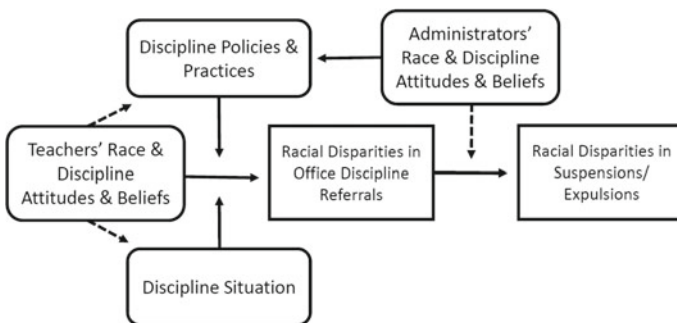 Discipline Policies &
Practices
Administrators’
Race & Discipline
Attitudes & Beliefs
Teachers’ Race &
Discipline
Attitudes & Beliefs
Racial Disparities in
Office Discipline
Referrals
Racial Disparities in
Suspensions/
Expulsions
Discipline Situation